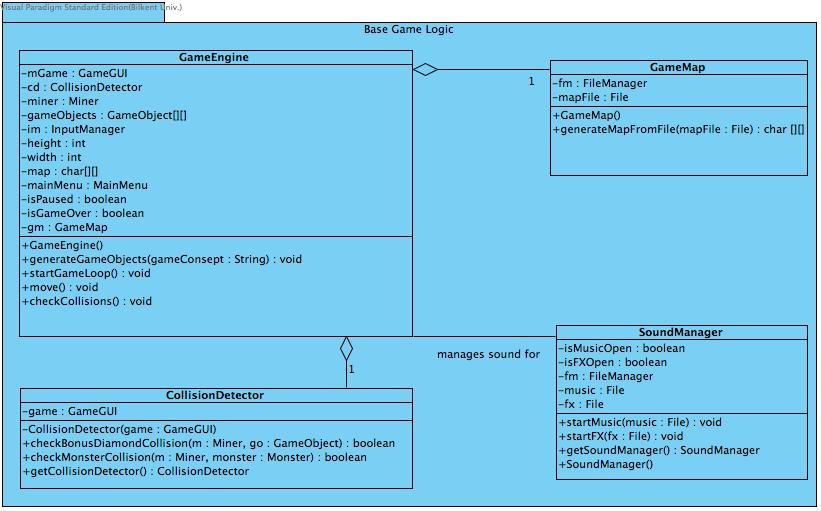 Visual Paradigm Standard Edition(Bilkent Univ.)
Base Game Logic
GameEngine
-mGame : GameGUI
-cd : CollisionDetector
-miner : Miner
-gameObjects : GameObject[][]
-im : InputManager
-height : int
-width : int
-map : char[][]
-mainMenu : MainMenu
-isPaused : boolean
-isGameOver : boolean
-gm : GameMap
+GameEngine()
+generateGameObjects(gameConsept : String) : void
+startGameLoop() : void
+move() : void
+checkCollisions() : void
1
GameMap
-fm : FileManager
-mapFile : File
+GameMap()
+generateMapFromFile(mapFile : File) : char [][]
1
CollisionDetector
-game : GameGUI
-CollisionDetector(game : GameGUI)
+checkBonusDiamondCollision(m : Miner, go : GameObject) : boolean
+checkMonsterCollision(m : Miner, monster : Monster) : boolean
+getCollisionDetector() : CollisionDetector
manages sound for
SoundManager
-isMusicOpen : boolean
-isFXOpen : boolean
-fm : FileManager
-music : File
-fx : File
+startMusic(music : File) : void
+startFX(fx : File) : void
+getSoundManager() : SoundManager
+SoundManager()